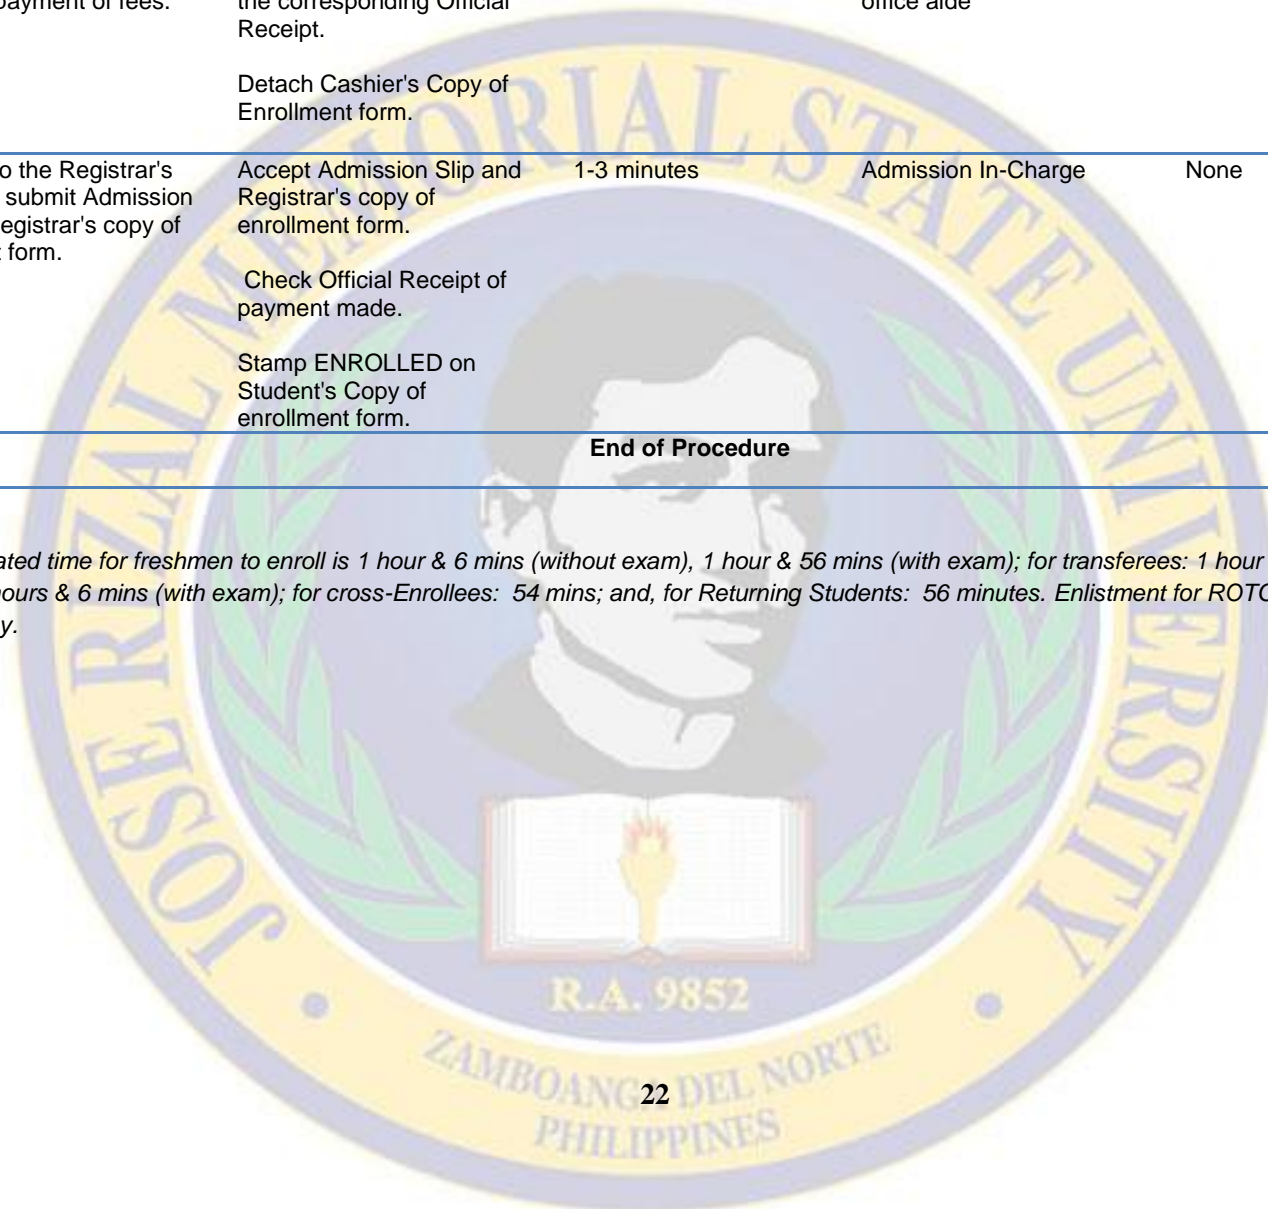 payment of fees.
the corresponding Official
office aide
Receipt.
Detach Cashier's Copy of
Enrollment form.
to the Registrar's
submit Admission
Registrar's copy of
form.
Accept Admission Slip and
Registrar's copy of
enrollment form.
Check Official Receipt of
payment made.
Stamp ENROLLED on
Student's Copy of
enrollment form.
1-3 minutes
Admission In-Charge
None
End of Procedure
ated time for freshmen to enroll is 1 hour & 6 mins (without exam), 1 hour & 56 mins (with exam); for transferees: 1 hour
hours & 6 mins (with exam); for cross-Enrollees: 54 mins; and, for Returning Students: 56 minutes. Enlistment for ROTC
y.
JOSE RIZAL MEMORIAL STATE UNIVERSITY
R.A. 9852
ZAMBOANGA DEL NORTE
PHILIPPINES
22